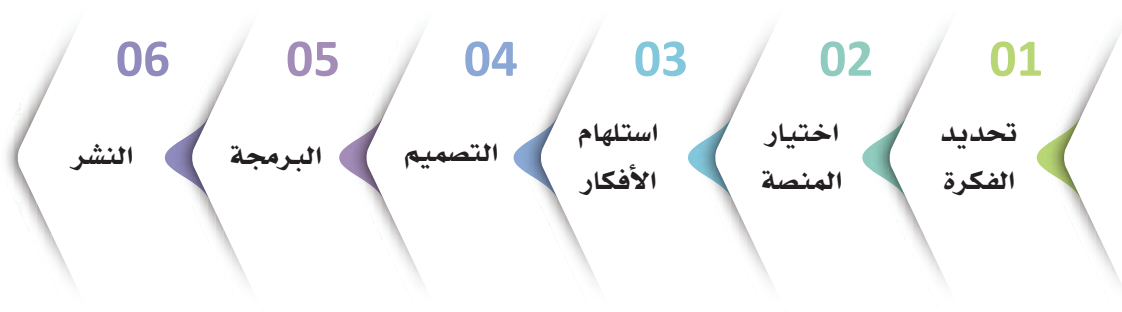 01
تحديد
الفكرة
02
اختيار
المنصة
03
استلهام
الأفكار
04
التصميم
05
البرمجة
06
النشر